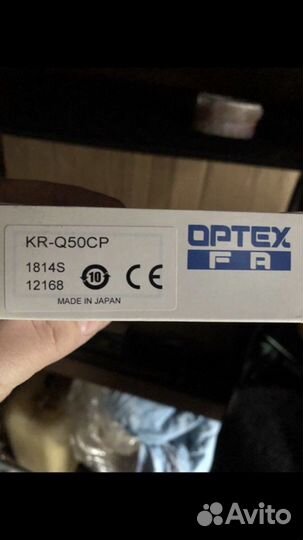 KR-Q50CP
OPTEX
FA
1814S
12168
10
CE
MADE IN JAPAN
Avito